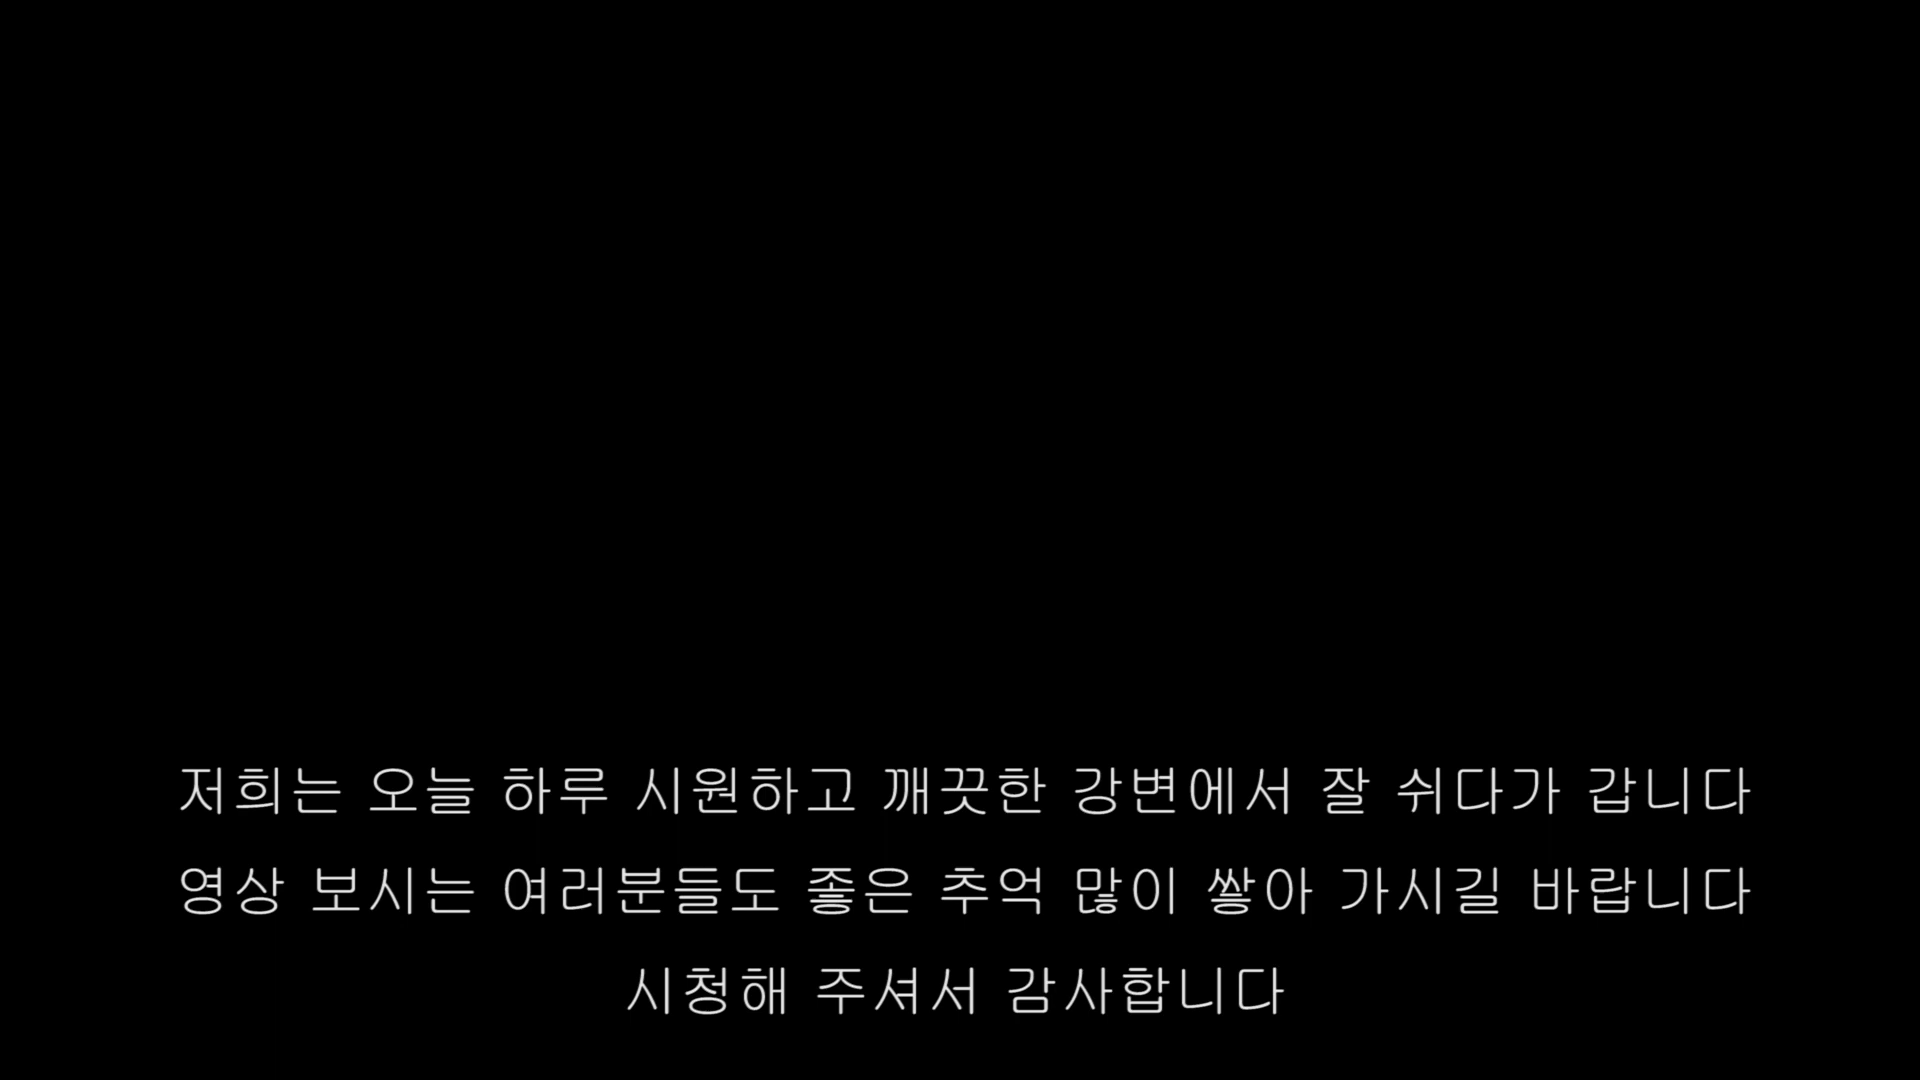 저희는 오늘 하루 시원하고 깨끗한 강변에서 잘 쉬다가 갑니다
영상 보시는 여러분들도 좋은 추억 많이 쌓아 가시길 바랍니다
시청해 주셔서 감사합니다